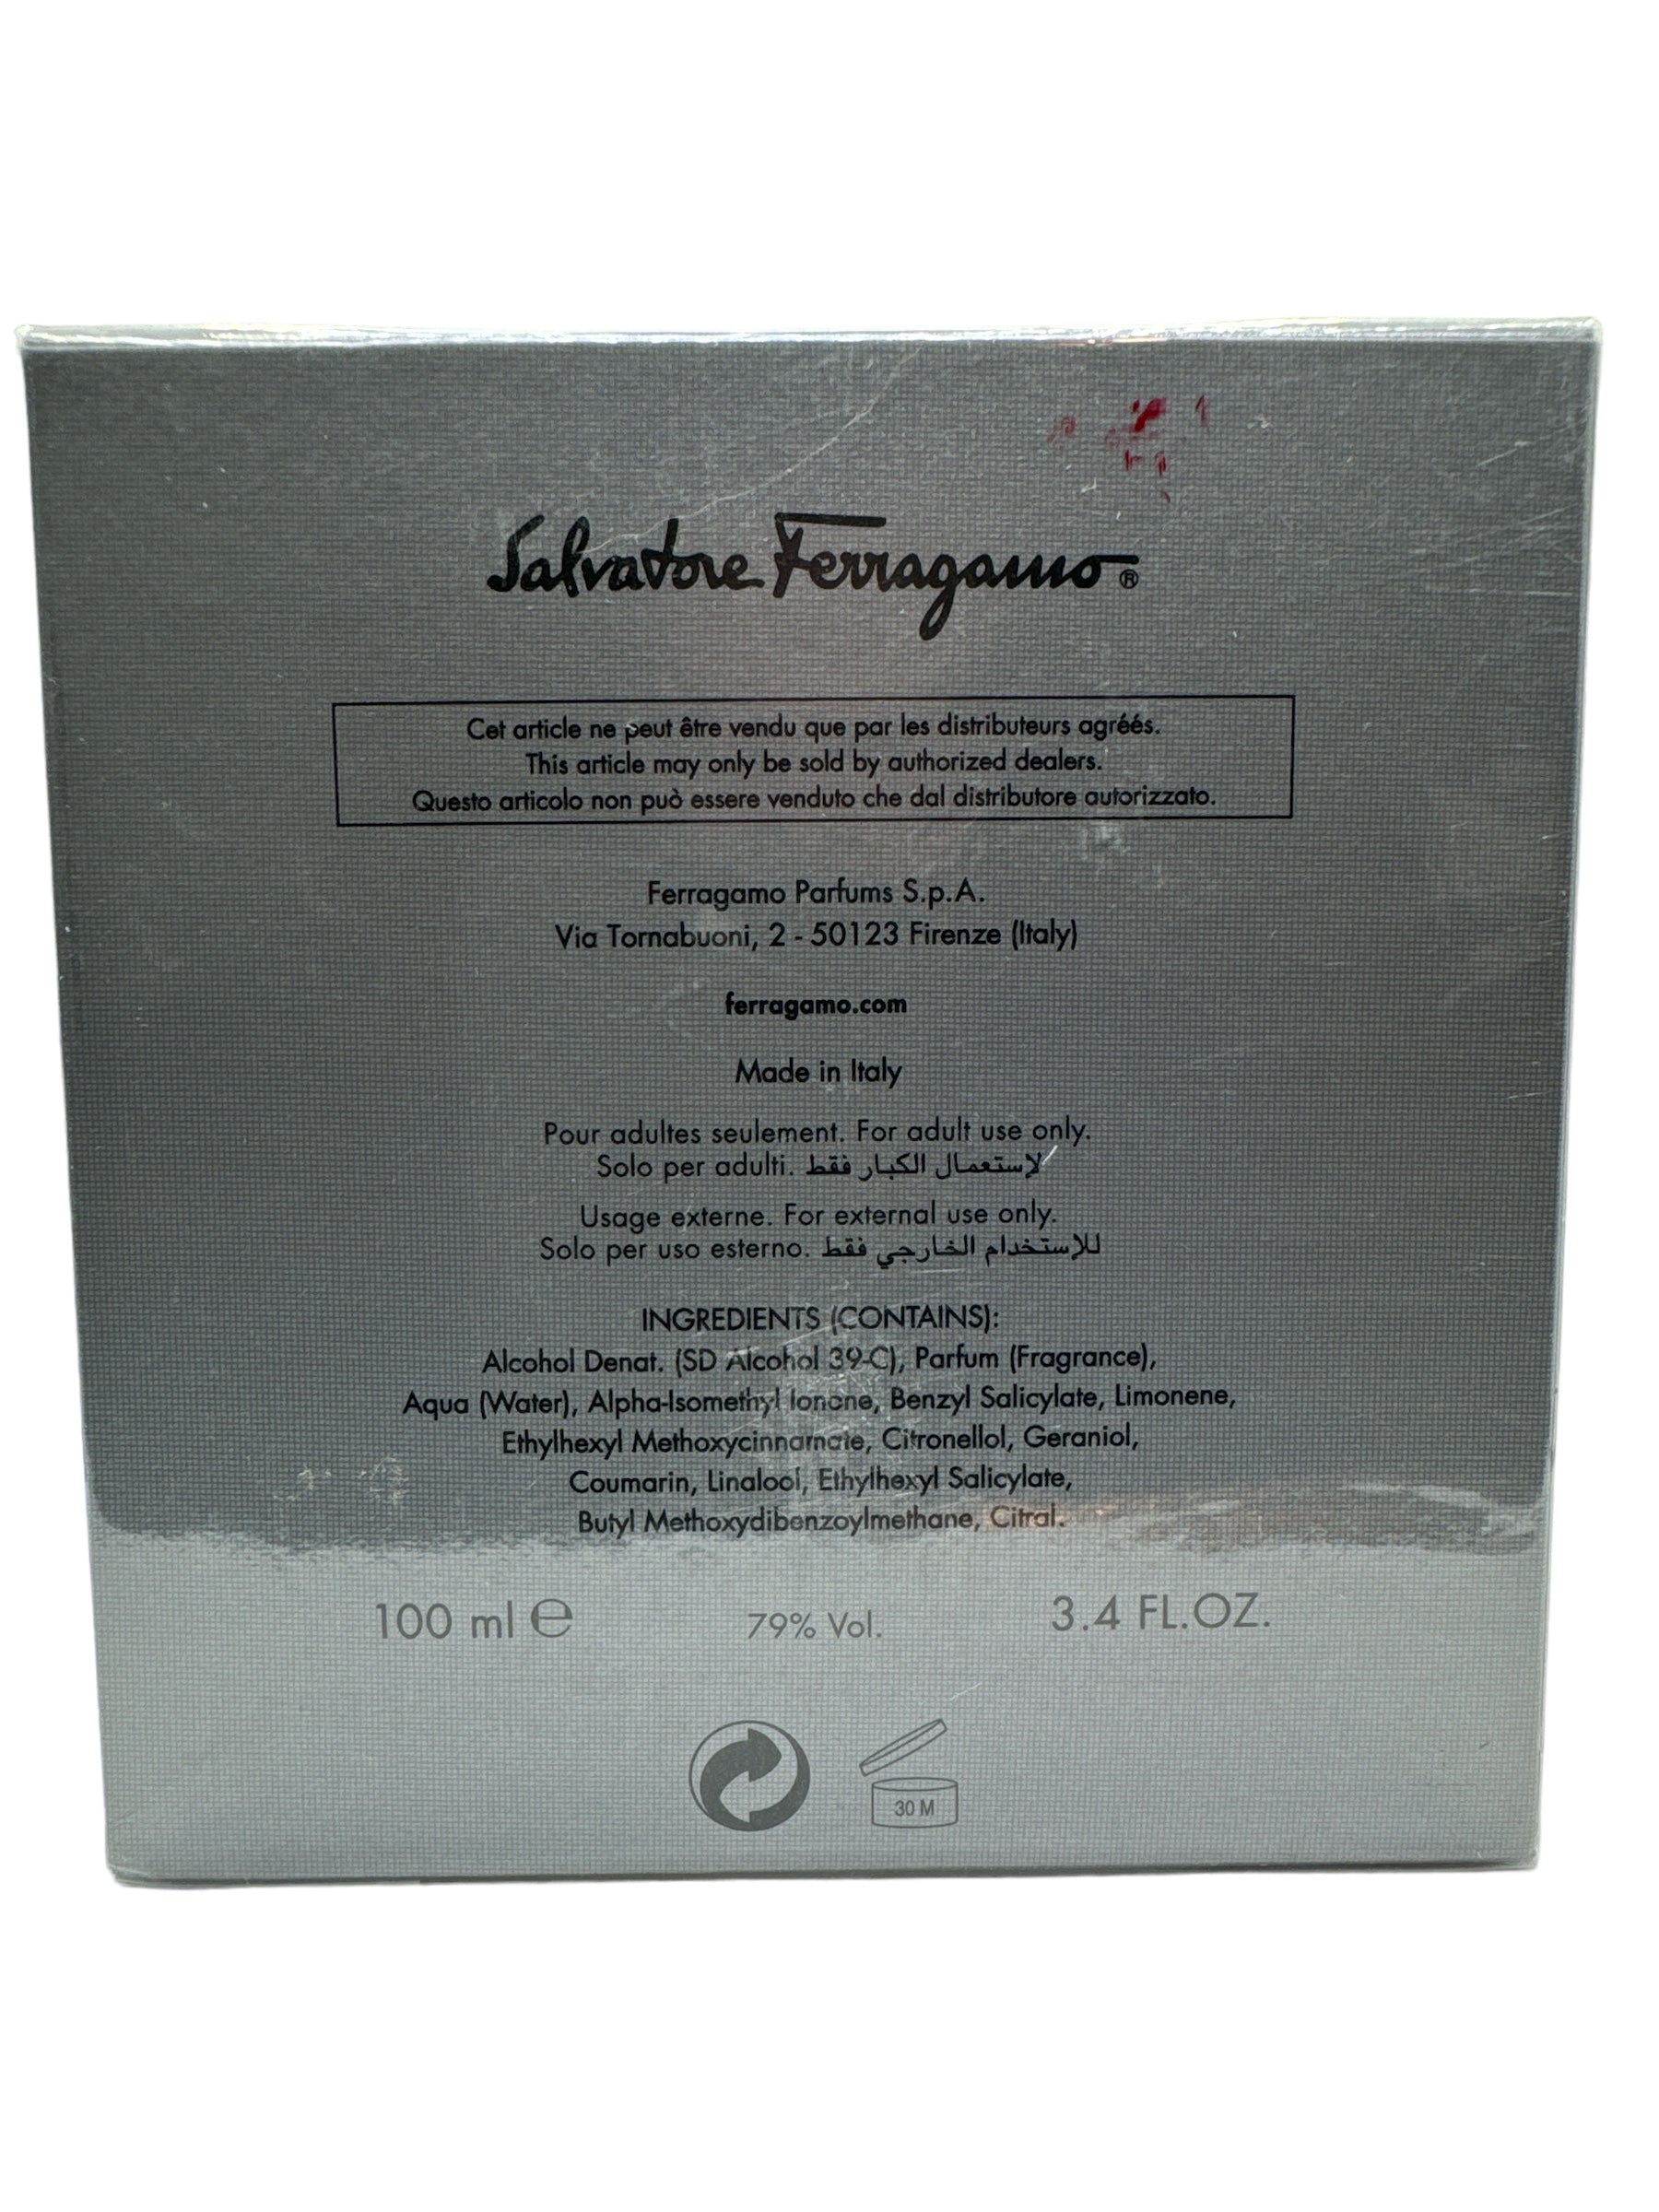 Salvatore Ferragamo®
Cet article ne peut être vendu que par les distributeurs agréés.
This article may only be sold by authorized dealers.
Questo articolo non può essere venduto che dal distributore autorizzato.
Ferragamo Parfums S.p.A.
Via Tornabuoni, 2 - 50123 Firenze (Italy)
ferragamo.com
Made in Italy
Pour adultes seulement. For adult use only.
Solo per adulti. لإستعمال الكبار فقط
Usage externe. For external use only.
Solo per uso esterno. للإستخدام الخارجي فقط
INGREDIENTS (CONTAINS):
Alcohol Denat. (SD Alcohol 39-C), Parfum (Fragrance),
Aqua (Water), Alpha-Isomethyl Ionone, Benzyl Salicylate, Limonene,
Ethylhexyl Methoxycinnamate, Citronellol, Geraniol,
Coumarin, Linalool, Ethylhexyl Salicylate,
Butyl Methoxydibenzoylmethane, Citral.
100 ml ℮ 79% Vol. 3.4 FL.OZ.
30 M